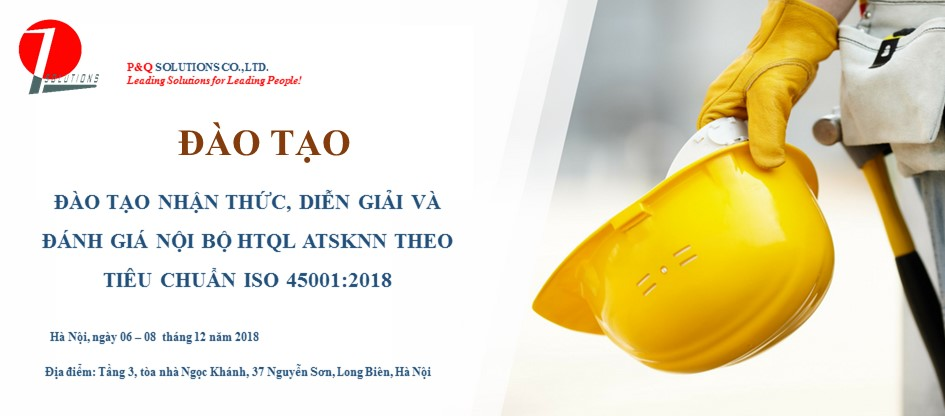 SOLUTIONS
P&Q SOLUTIONS CO.,LTD.
Leading Solutions for Leading People!
ĐÀO TẠO
ĐÀO TẠO NHẬN THỨC, DIỄN GIẢI VÀ
ĐÁNH GIÁ NỘI BỘ HTQL ATSKNN THEO
TIÊU CHUẨN ISO 45001:2018
Hà Nội, ngày 06 – 08 tháng 12 năm 2018
Địa điểm: Tầng 3, tòa nhà Ngọc Khánh, 37 Nguyễn Sơn, Long Biên, Hà Nội